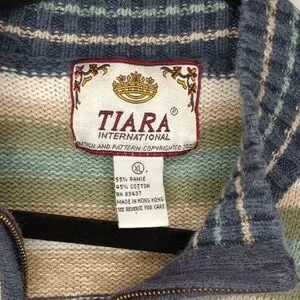 TIARA®
INTERNATIONAL
DESIGN AND PATTERN COPYRIGHTED
XL
55% RAMIE
45% COTTON
RN 83437
MADE IN HONG KONG
SEE REVERSE FOR CARE